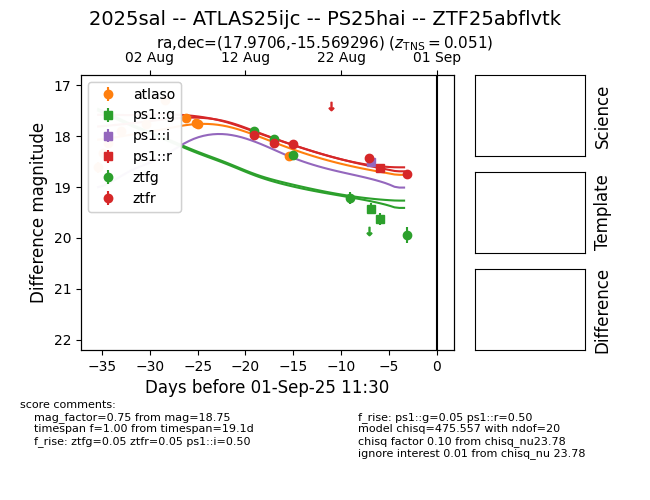 2025sal -- ATLAS25ijc -- PS25hai -- ZTF25abflvtk
ra,dec=(17.9706,-15.569296) (zTNS = 0.051)
02 Aug 12 Aug 22 Aug 01 Sep
17
18
19
20
21
22
Difference magnitude
atlaso
ps1::g
ps1::i
ps1::r
ztfg
ztfr
−35 −30 −25 −20 −15 −10 −5 0
Days before 01-Sep-25 11:30
Science
Template
Difference
score comments:
mag_factor=0.75 from mag=18.75
timespan f=1.00 from timespan=19.1d
f_rise: ztfg=0.05 ztfr=0.05 ps1::i=0.50
f_rise: ps1::g=0.05 ps1::r=0.50
model chisq=475.557 with ndof=20
chisq factor 0.10 from chisq_nu23.78
ignore interest 0.01 from chisq_nu 23.78